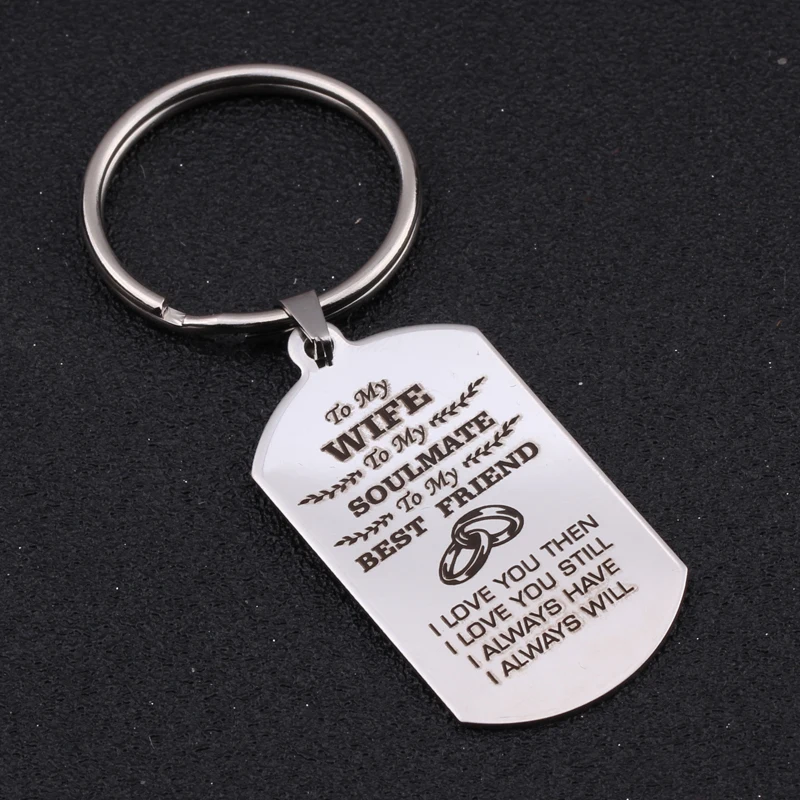 To My
WIFE
To My
SOULMATE
To My
BEST FRIEND
I LOVE YOU THEN
I LOVE YOU STILL
I ALWAYS HAVE
I ALWAYS WILL